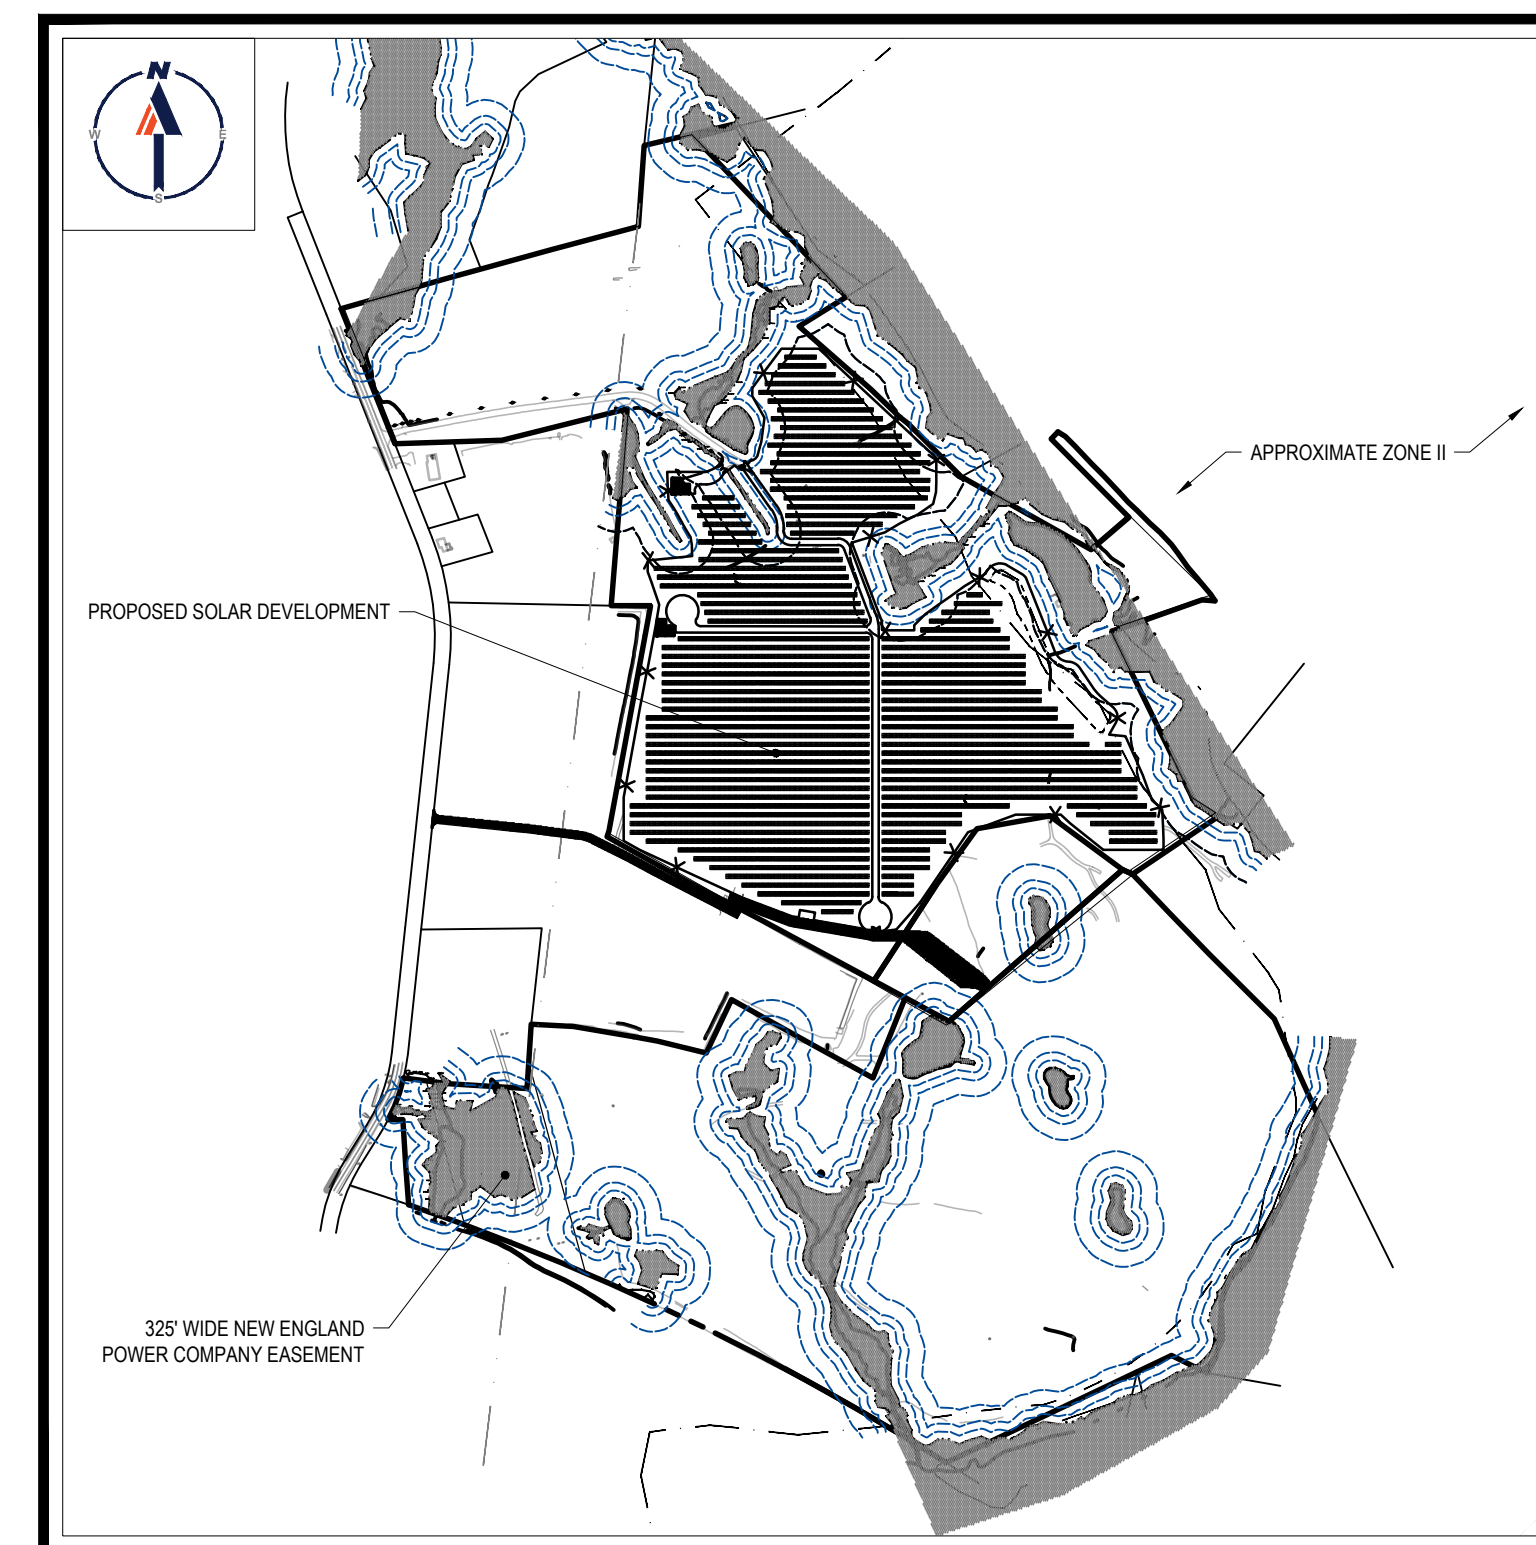 N
W
E
S
APPROXIMATE ZONE II
PROPOSED SOLAR DEVELOPMENT
325' WIDE NEW ENGLAND
POWER COMPANY EASEMENT